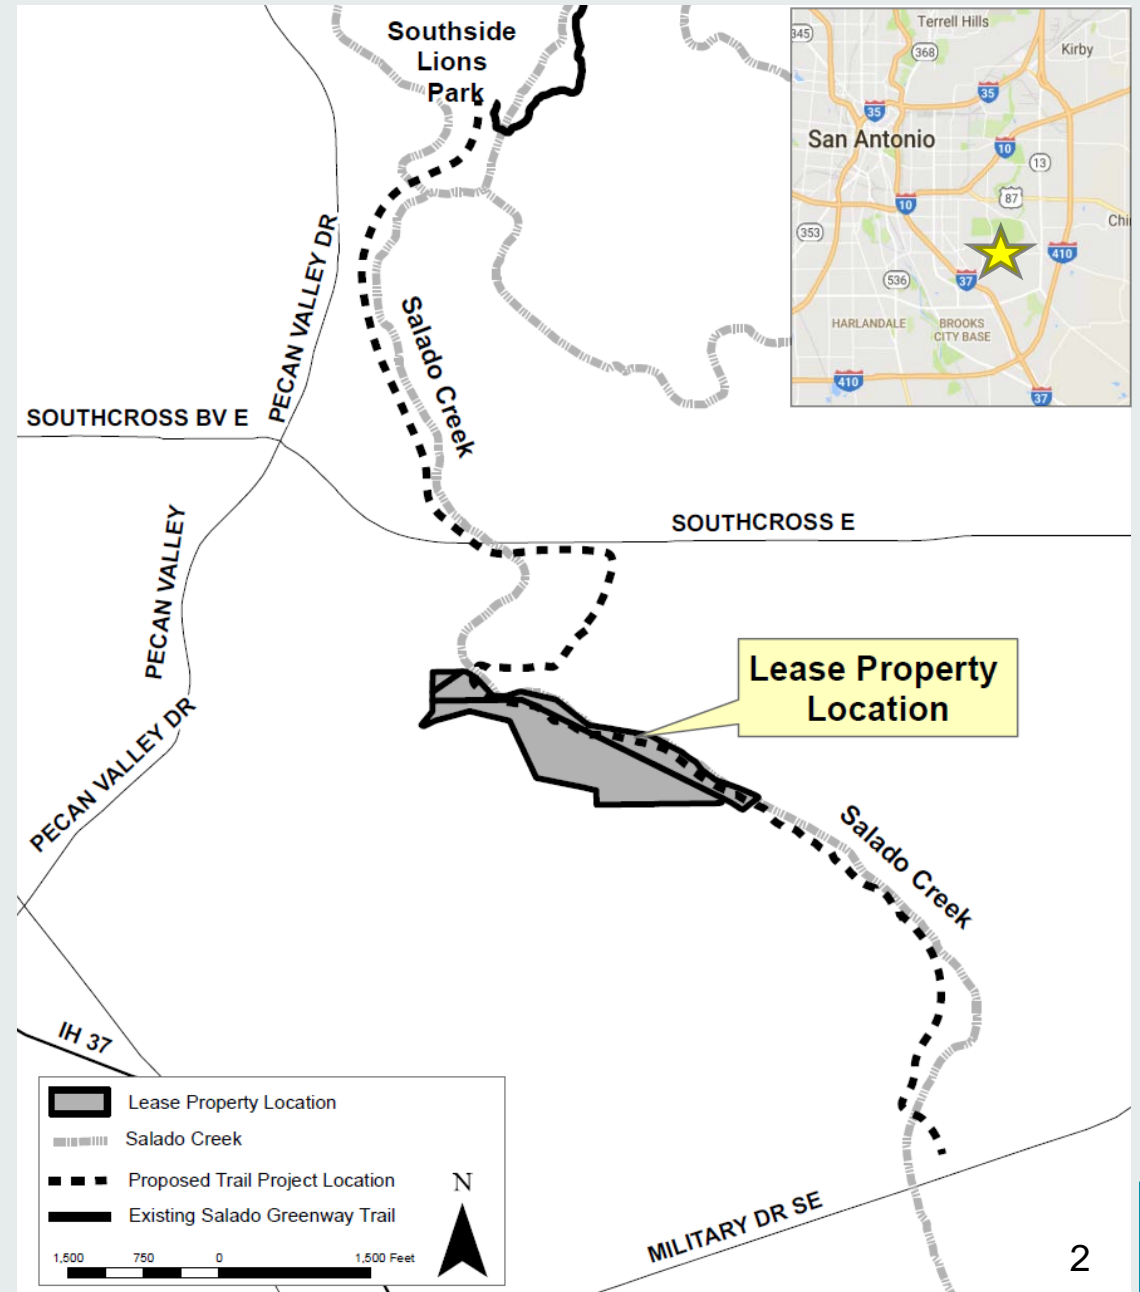 Southside
Lions
Park
345
Terrell Hills
368
Kirby
35
35
San Antonio
10
13
87
10
353
410
536
37
HARLANDALE
BROOKS
CITY BASE
410
37
PECAN VALLEY DR
Salado Creek
SOUTHCROSS BV E
SOUTHCROSS E
PECAN VALLEY
Lease Property
Location
PECAN VALLEY DR
Salado Creek
IH 37
Lease Property Location
Salado Creek
Proposed Trail Project Location
Existing Salado Greenway Trail
N
1,500 750 0 1,500 Feet
MILITARY DR SE
2